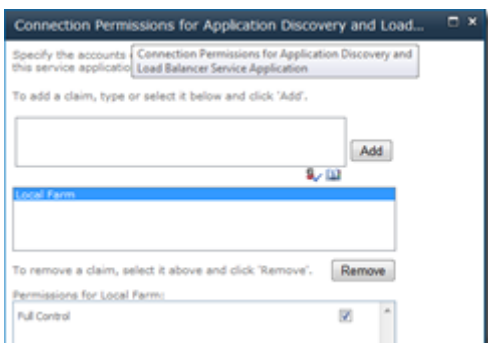 Connection Permissions for Application Discovery and Load...
Specify the accounts
Connection Permissions for Application Discovery and
this service applicatio
Load Balancer Service Application
To add a claim, type or select it below and click 'Add'.
Add
Local Farm
To remove a claim, select it above and click 'Remove'.
Remove
Permissions for Local Farm:
Full Control